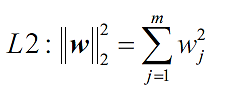 L2: ‖w‖₂² = ∑ⱼ₌₁ᵐ wⱼ²